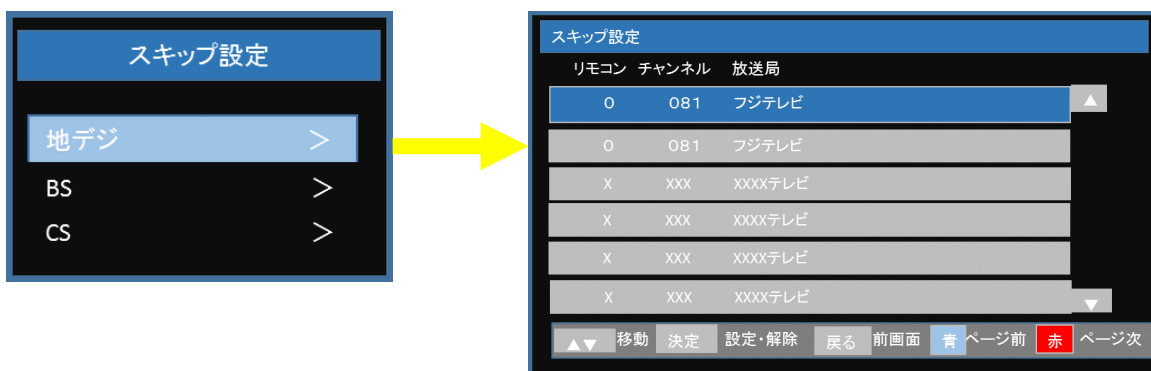 スキップ設定
地デジ >
BS >
CS >
スキップ設定
リモコン チャンネル 放送局
0 081 フジテレビ ▲
0 081 フジテレビ
X XXX XXXXテレビ
X XXX XXXXテレビ
X XXX XXXXテレビ
X XXX XXXXテレビ ▼
▲▼ 移動 決定 設定・解除 戻る 前画面 青 ページ前 赤 ページ次